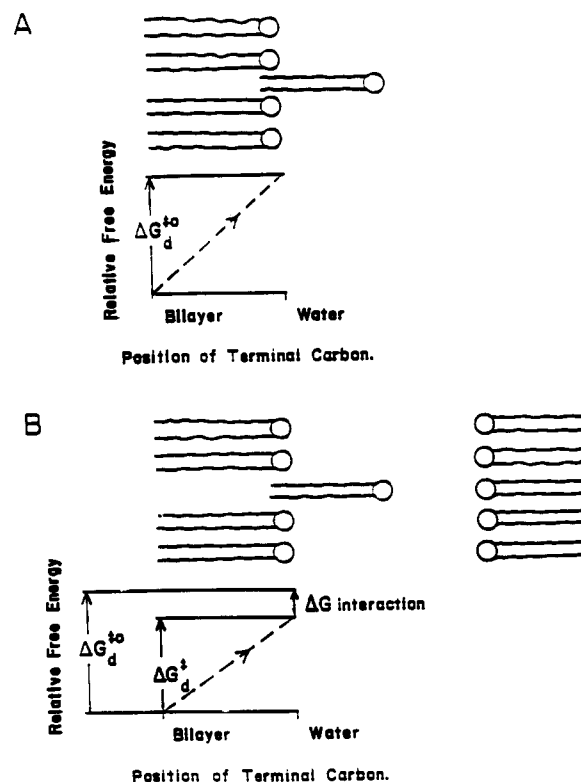 A
Relative Free Energy
ΔG‡o d
Bilayer Water
Position of Terminal Carbon.
B
Relative Free Energy
ΔG‡o d
ΔG‡ d
ΔG interaction
Bilayer Water
Position of Terminal Carbon.